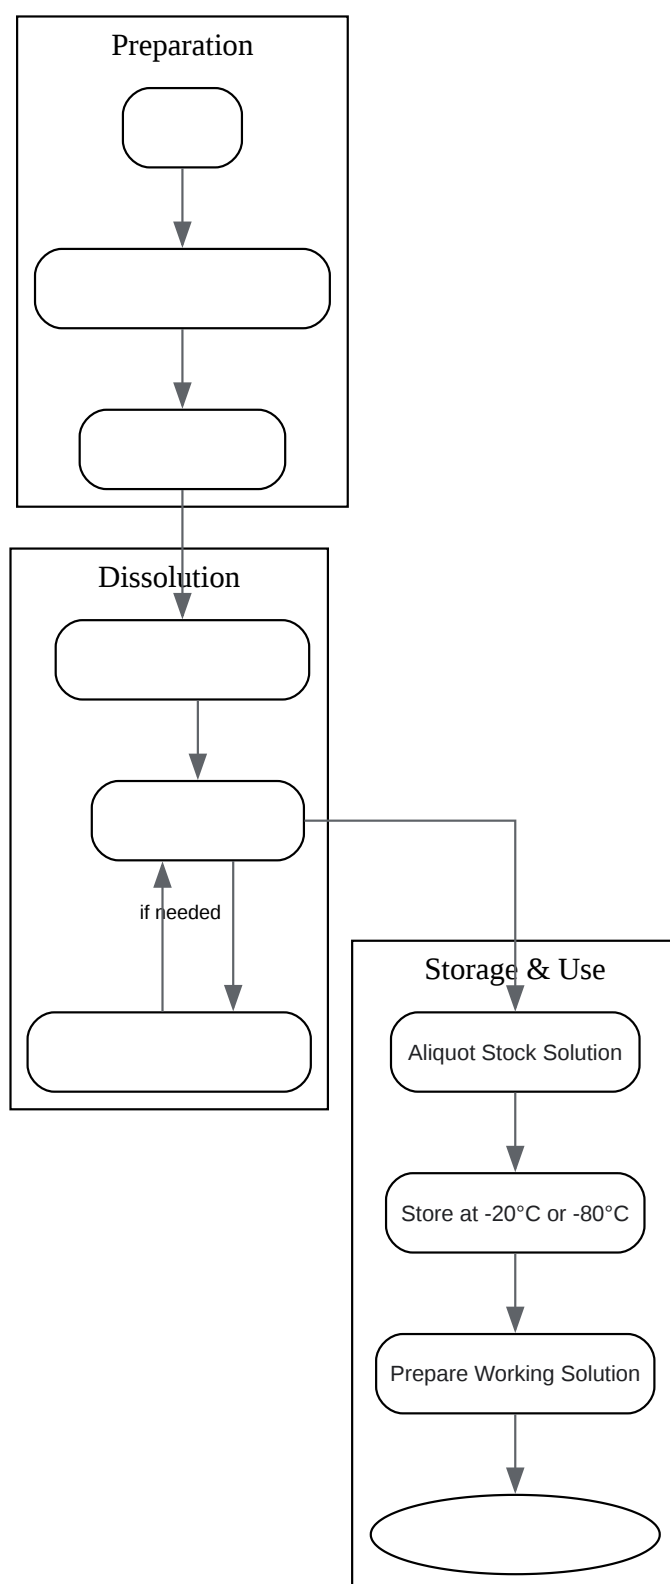 Preparation
Dissolution
if needed
Storage & Use
Aliquot Stock Solution
Store at -20°C or -80°C
Prepare Working Solution